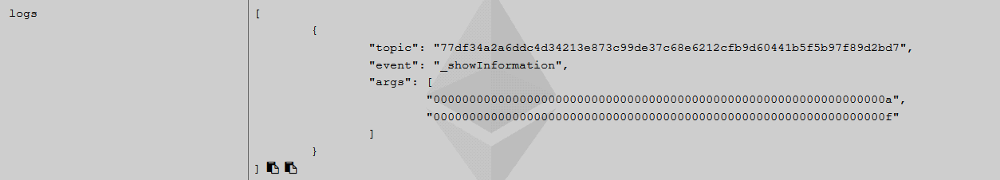 logs
[
{
"topic": "77df34a2a6ddc4d34213e873c99de37c68e6212cfb9d60441b5f5b97f89d2bd7",
"event": "_showInformation",
"args": [
"000000000000000000000000000000000000000000000000000000000000000a",
"000000000000000000000000000000000000000000000000000000000000000f"
]
}
]